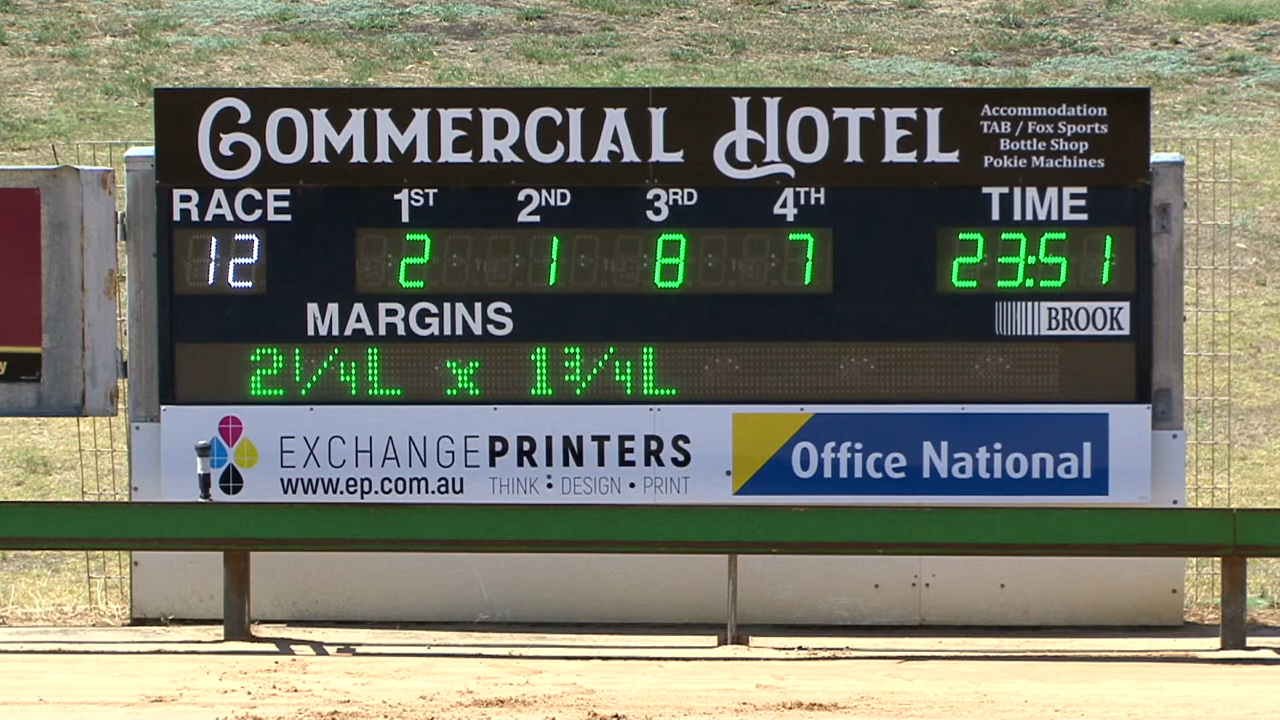 COMMERCIAL HOTEL
Accommodation
TAB / Fox Sports
Bottle Shop
Pokie Machines
RACE 1ST 2ND 3RD 4TH TIME
12 2 1 8 7 23:51
MARGINS
BROOK
2¼L x 1¾L
EXCHANGEPRINTERS
www.ep.com.au THINK • DESIGN • PRINT
Office National